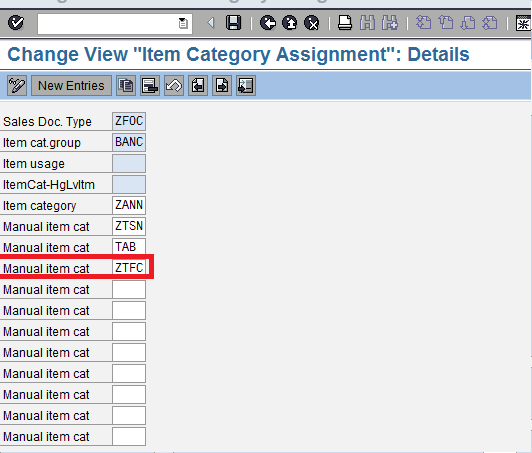 Change View "Item Category Assignment": Details
New Entries
Sales Doc. Type ZFOC
Item cat.group BANC
Item usage
ItemCat-HgLvItm
Item category ZANN
Manual item cat ZTSN
Manual item cat TAB
Manual item cat ZTFC
Manual item cat
Manual item cat
Manual item cat
Manual item cat
Manual item cat
Manual item cat
Manual item cat
Manual item cat